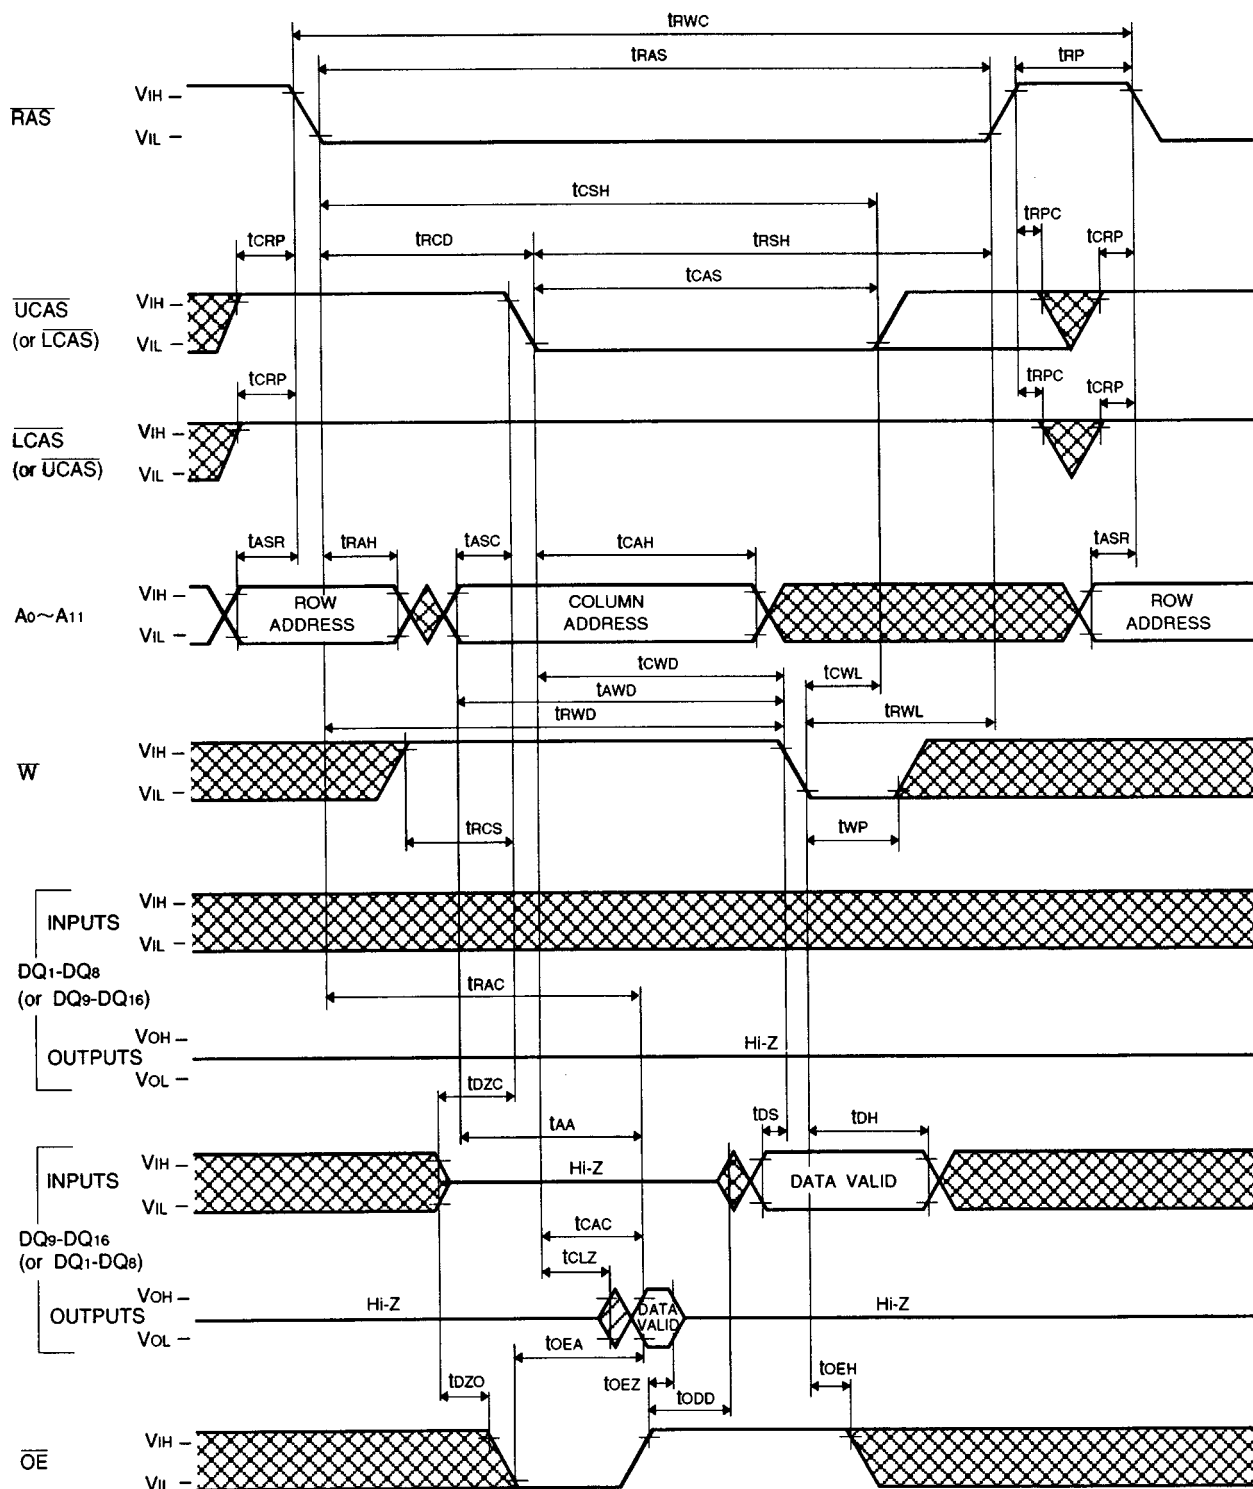 tRWC
tRAS
tRP
RAS
VIH
VIL
tCSH
tRPC
tCRP
tRCD
tRSH
tCRP
tCAS
UCAS
(or LCAS)
VIH
VIL
tCRP
tRPC
tCRP
LCAS
(or UCAS)
VIH
VIL
tASR
tRAH
tASC
tCAH
tASR
A0~A11
VIH
VIL
ROW
ADDRESS
COLUMN
ADDRESS
ROW
ADDRESS
tCWD
tCWL
tAWD
tRWD
tRWL
W
VIH
VIL
tRCS
tWP
INPUTS
VIH
VIL
DQ1-DQ8
(or DQ9-DQ16)
tRAC
OUTPUTS
VOH
VOL
Hi-Z
tDZC
tAA
tDS
tDH
INPUTS
VIH
VIL
Hi-Z
DATA VALID
DQ9-DQ16
(or DQ1-DQ8)
tCAC
tCLZ
OUTPUTS
VOH
VOL
Hi-Z
DATA
VALID
Hi-Z
tOEA
tDZO
tOEZ
tODD
tOEH
OE
VIH
VIL